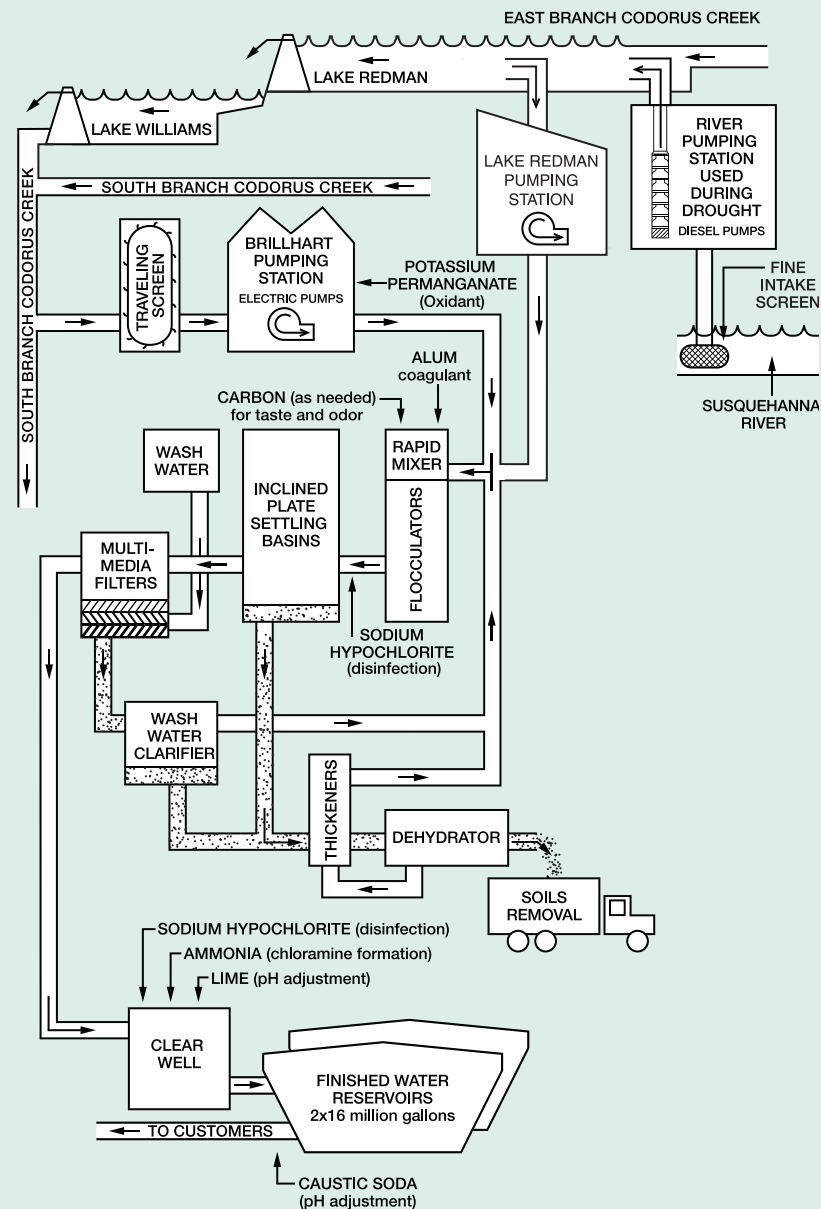 EAST BRANCH CODORUS CREEK
LAKE REDMAN
LAKE WILLIAMS
RIVER
PUMPING
STATION
USED
DURING
DROUGHT
DIESEL PUMPS
LAKE REDMAN
PUMPING
STATION
SOUTH BRANCH CODORUS CREEK
SOUTH BRANCH CODORUS CREEK
TRAVELING
SCREEN
BRILLHART
PUMPING
STATION
ELECTRIC PUMPS
POTASSIUM
PERMANGANATE
(Oxidant)
FINE
INTAKE
SCREEN
SUSQUEHANNA
RIVER
ALUM
coagulant
CARBON (as needed)
for taste and odor
WASH
WATER
INCLINED
PLATE
SETTLING
BASINS
RAPID
MIXER
FLOCCULATORS
MULTI-
MEDIA
FILTERS
SODIUM
HYPOCHLORITE
(disinfection)
WASH
WATER
CLARIFIER
THICKENERS
DEHYDRATOR
SOILS
REMOVAL
SODIUM HYPOCHLORITE (disinfection)
AMMONIA (chloramine formation)
LIME (pH adjustment)
CLEAR
WELL
FINISHED WATER
RESERVOIRS
2x16 million gallons
TO CUSTOMERS
CAUSTIC SODA
(pH adjustment)